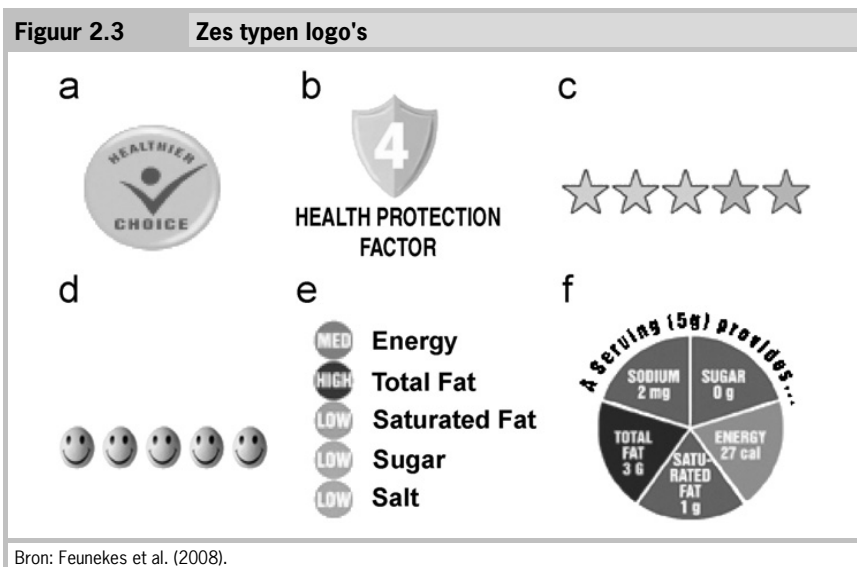 Figuur 2.3 Zes typen logo's
a
HEALTHIER
CHOICE
b
4
HEALTH PROTECTION
FACTOR
c
d
e
MED Energy
HIGH Total Fat
LOW Saturated Fat
LOW Sugar
LOW Salt
f
A serving (5g) provides...
SODIUM
2 mg
SUGAR
0 g
TOTAL
FAT
3 G
SATU-
RATED
FAT
1 g
ENERGY
27 cal
Bron: Feunekes et al. (2008).